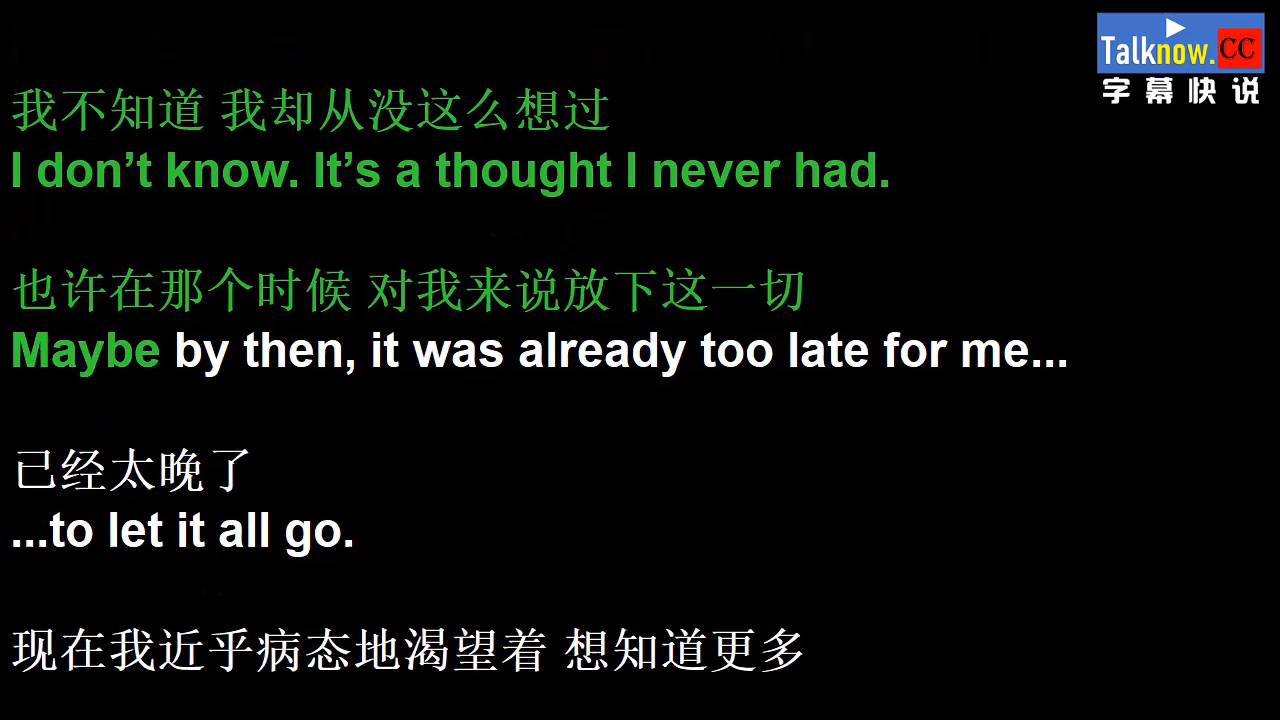 Talknow.CC
字幕快说
我不知道 我却从没这么想过
I don’t know. It’s a thought I never had.
也许在那个时候 对我来说放下这一切
Maybe by then, it was already too late for me...
已经太晚了
...to let it all go.
现在我近乎病态地渴望着 想知道更多